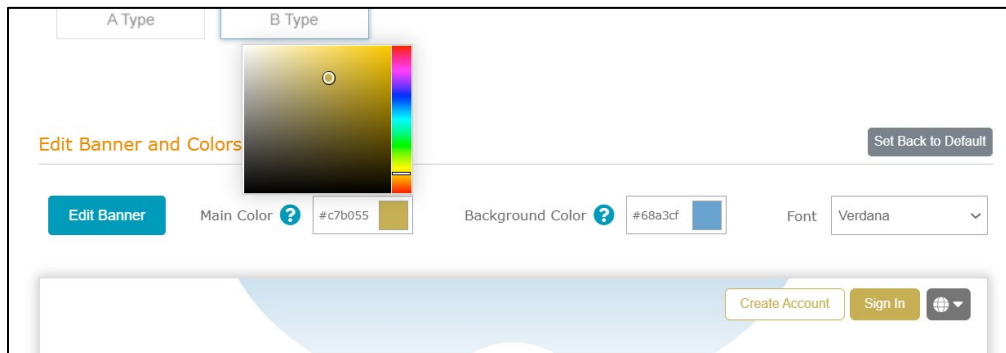 A Type
B Type
Edit Banner and Colors
Set Back to Default
Edit Banner
Main Color ?
#c7b055
Background Color ?
#68a3cf
Font
Verdana
Create Account
Sign In